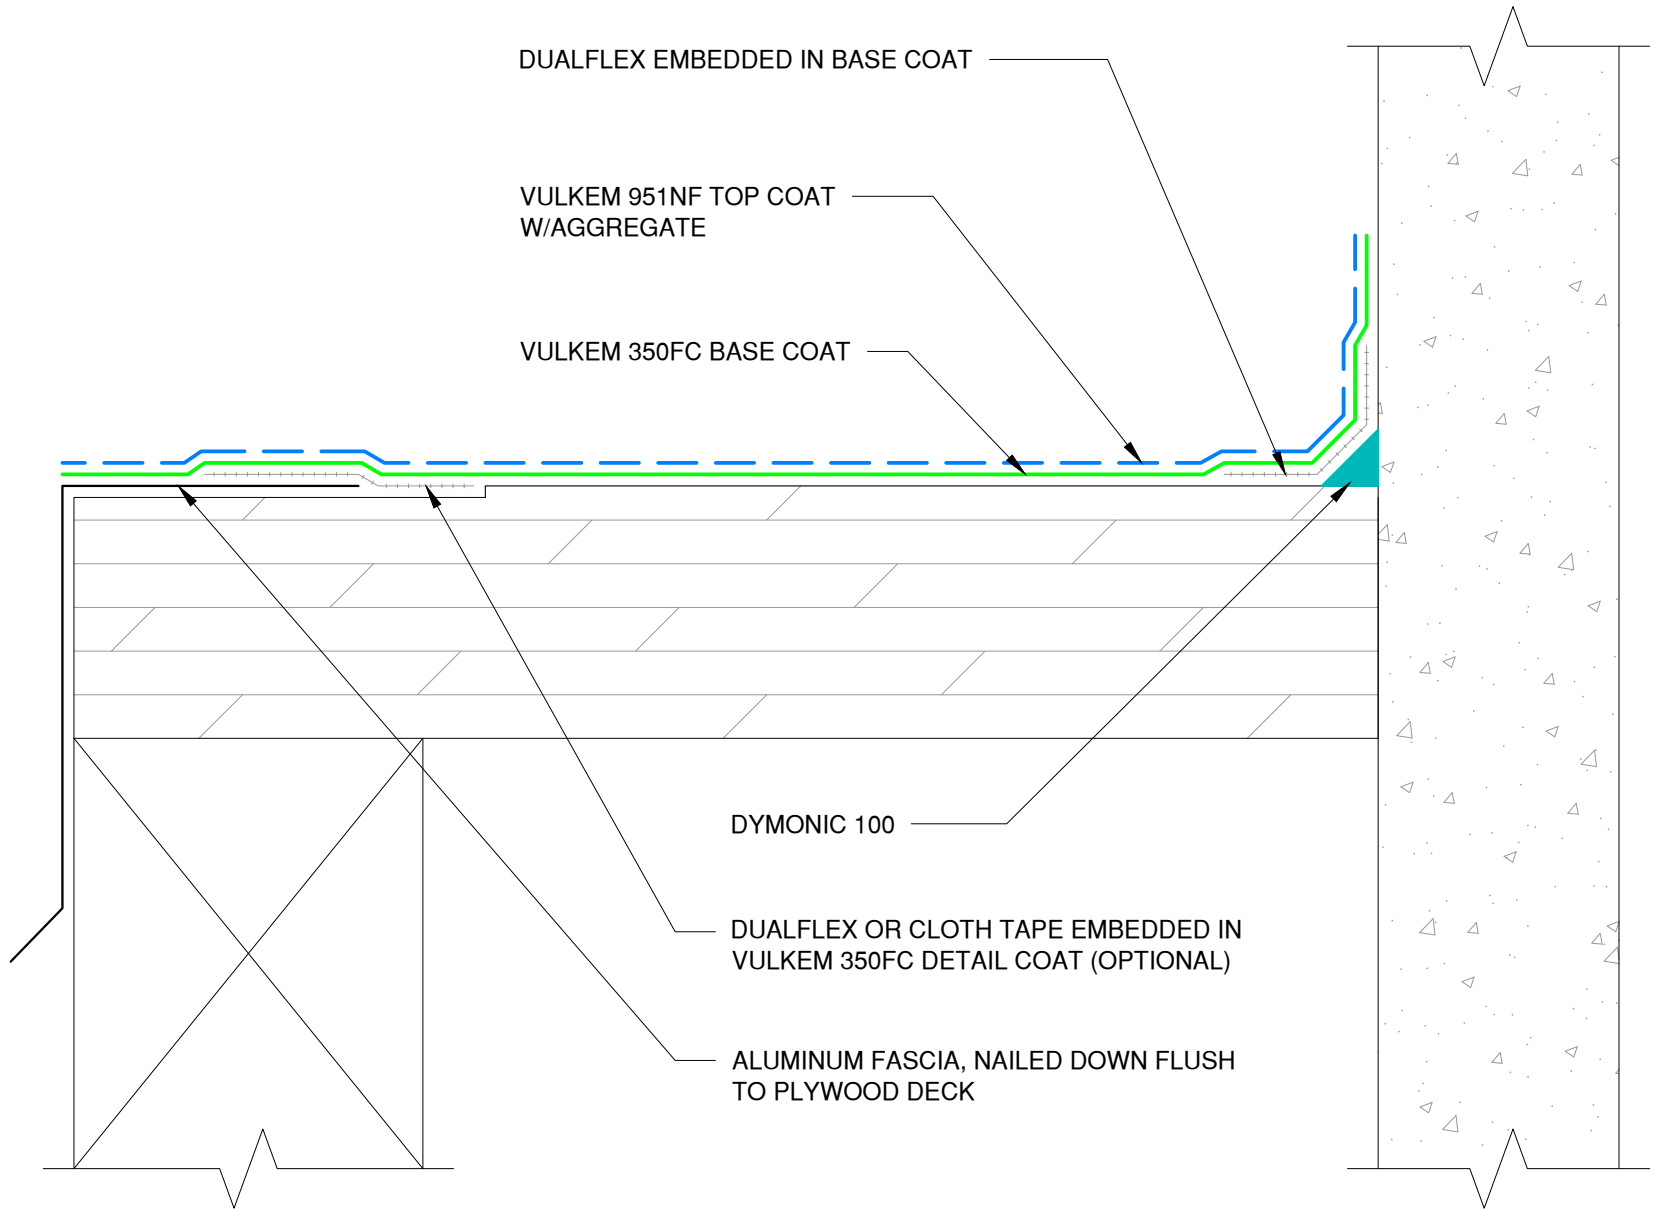 DUALFLEX EMBEDDED IN BASE COAT
VULKEM 951NF TOP COAT
W/AGGREGATE
VULKEM 350FC BASE COAT
DYMONIC 100
DUALFLEX OR CLOTH TAPE EMBEDDED IN
VULKEM 350FC DETAIL COAT (OPTIONAL)
ALUMINUM FASCIA, NAILED DOWN FLUSH
TO PLYWOOD DECK